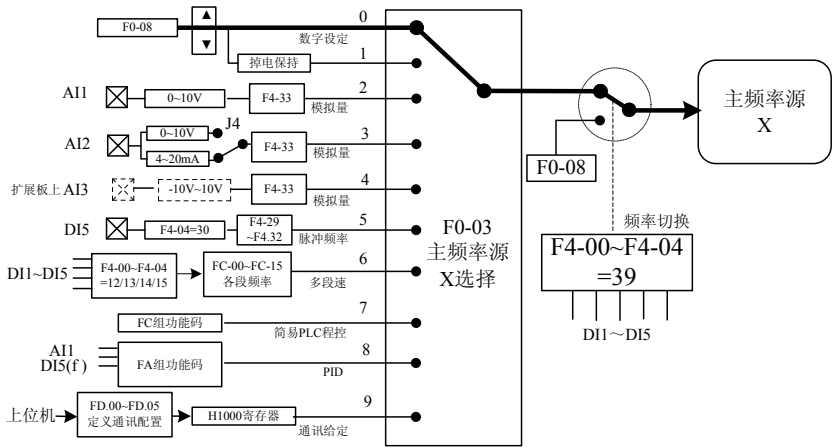 F0-08
▲
▼
0
数字设定
掉电保持
1
AI1
0~10V
F4-33
2
模拟量
AI2
0~10V
J4
4~20mA
F4-33
3
模拟量
扩展板上 AI3
-10V~10V
F4-33
4
模拟量
DI5
F4-04=30
F4-29
~F4.32
5
脉冲频率
DI1~DI5
F4-00~F4-04
=12/13/14/15
FC-00~FC-15
各段频率
6
多段速
FC组功能码
7
简易PLC程控
AI1
DI5(f )
FA组功能码
8
PID
上位机
FD.00~FD.05
定义通讯配置
H1000寄存器
9
通讯给定
F0-03
主频率源
X选择
F0-08
主频率源
X
频率切换
F4-00~F4-04
=39
DI1～DI5